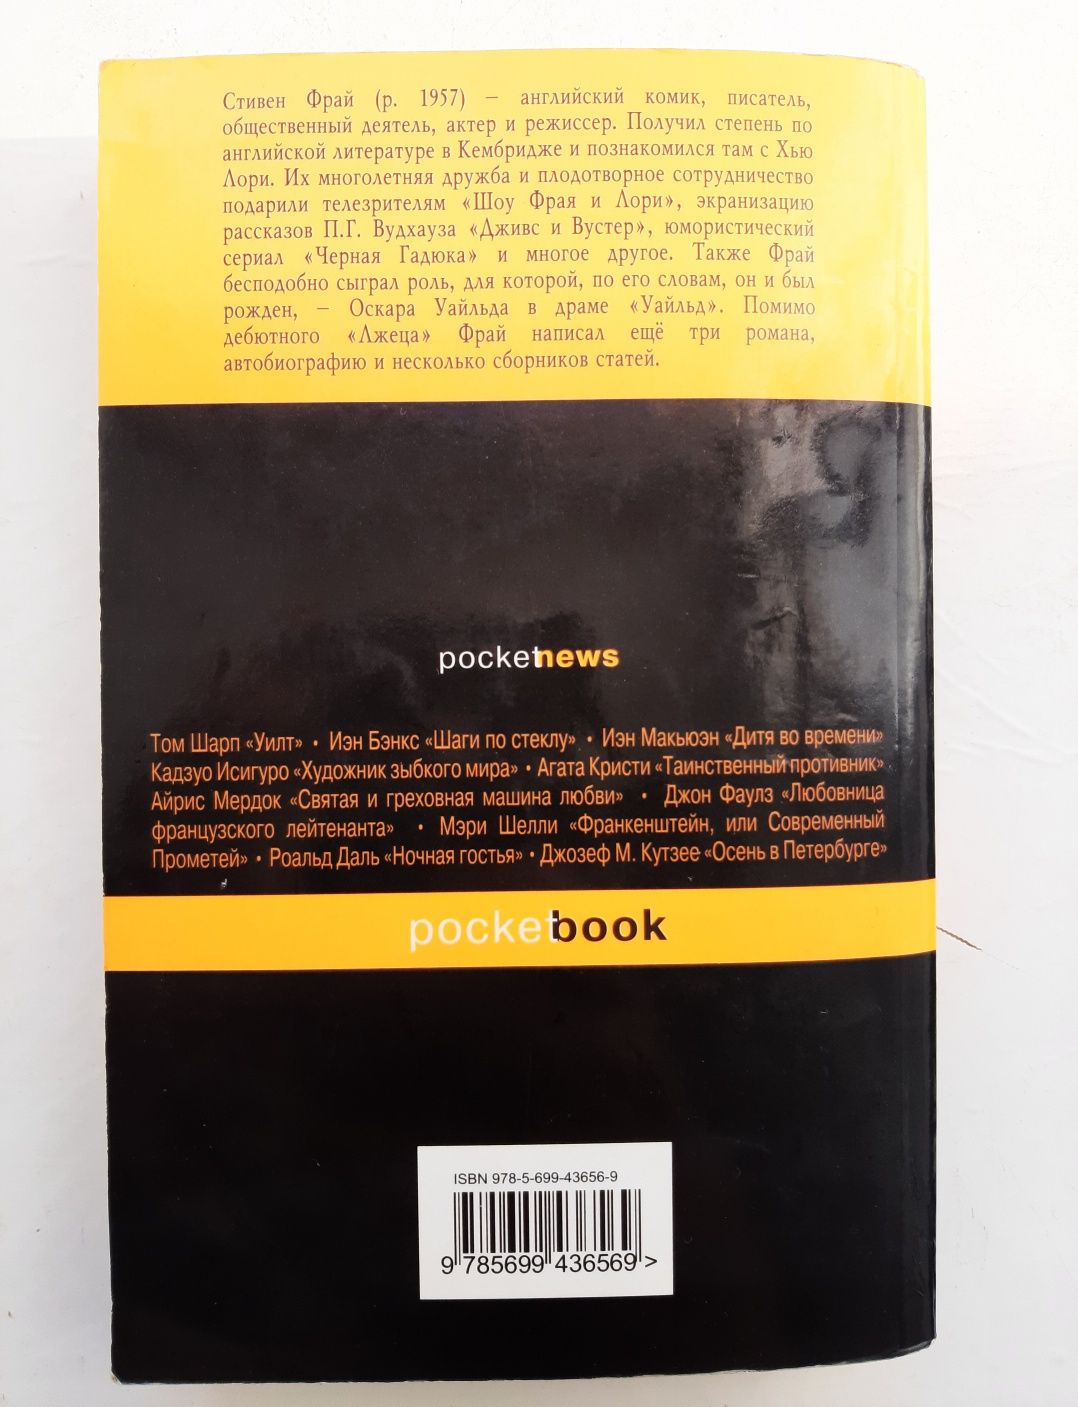 Стивен Фрай (р. 1957) – английский комик, писатель,
общественный деятель, актер и режиссер. Получил степень по
английской литературе в Кембридже и познакомился там с Хью
Лори. Их многолетняя дружба и плодотворное сотрудничество
подарили телезрителям «Шоу Фрая и Лори», экранизацию
рассказов П.Г. Вудхауза «Дживс и Вустер», юмористический
сериал «Черная Гадюка» и многое другое. Также Фрай
бесподобно сыграл роль, для которой, по его словам, он и был
рожден, – Оскара Уайльда в драме «Уайльд». Помимо
дебютного «Лжеца» Фрай написал ещё три романа,
автобиографию и несколько сборников статей.
pocketnews
Том Шарп «Уилт» • Иэн Бэнкс «Шаги по стеклу» • Иэн Макьюэн «Дитя во времени»
Кадзуо Исигуро «Художник зыбкого мира» • Агата Кристи «Таинственный противник»
Айрис Мердок «Святая и греховная машина любви» • Джон Фаулз «Любовница
французского лейтенанта» • Мэри Шелли «Франкенштейн, или Современный
Прометей» • Роальд Даль «Ночная гостья» • Джозеф М. Кутзее «Осень в Петербурге»
pocketbook
ISBN 978-5-699-43656-9
9 785699 436569 >